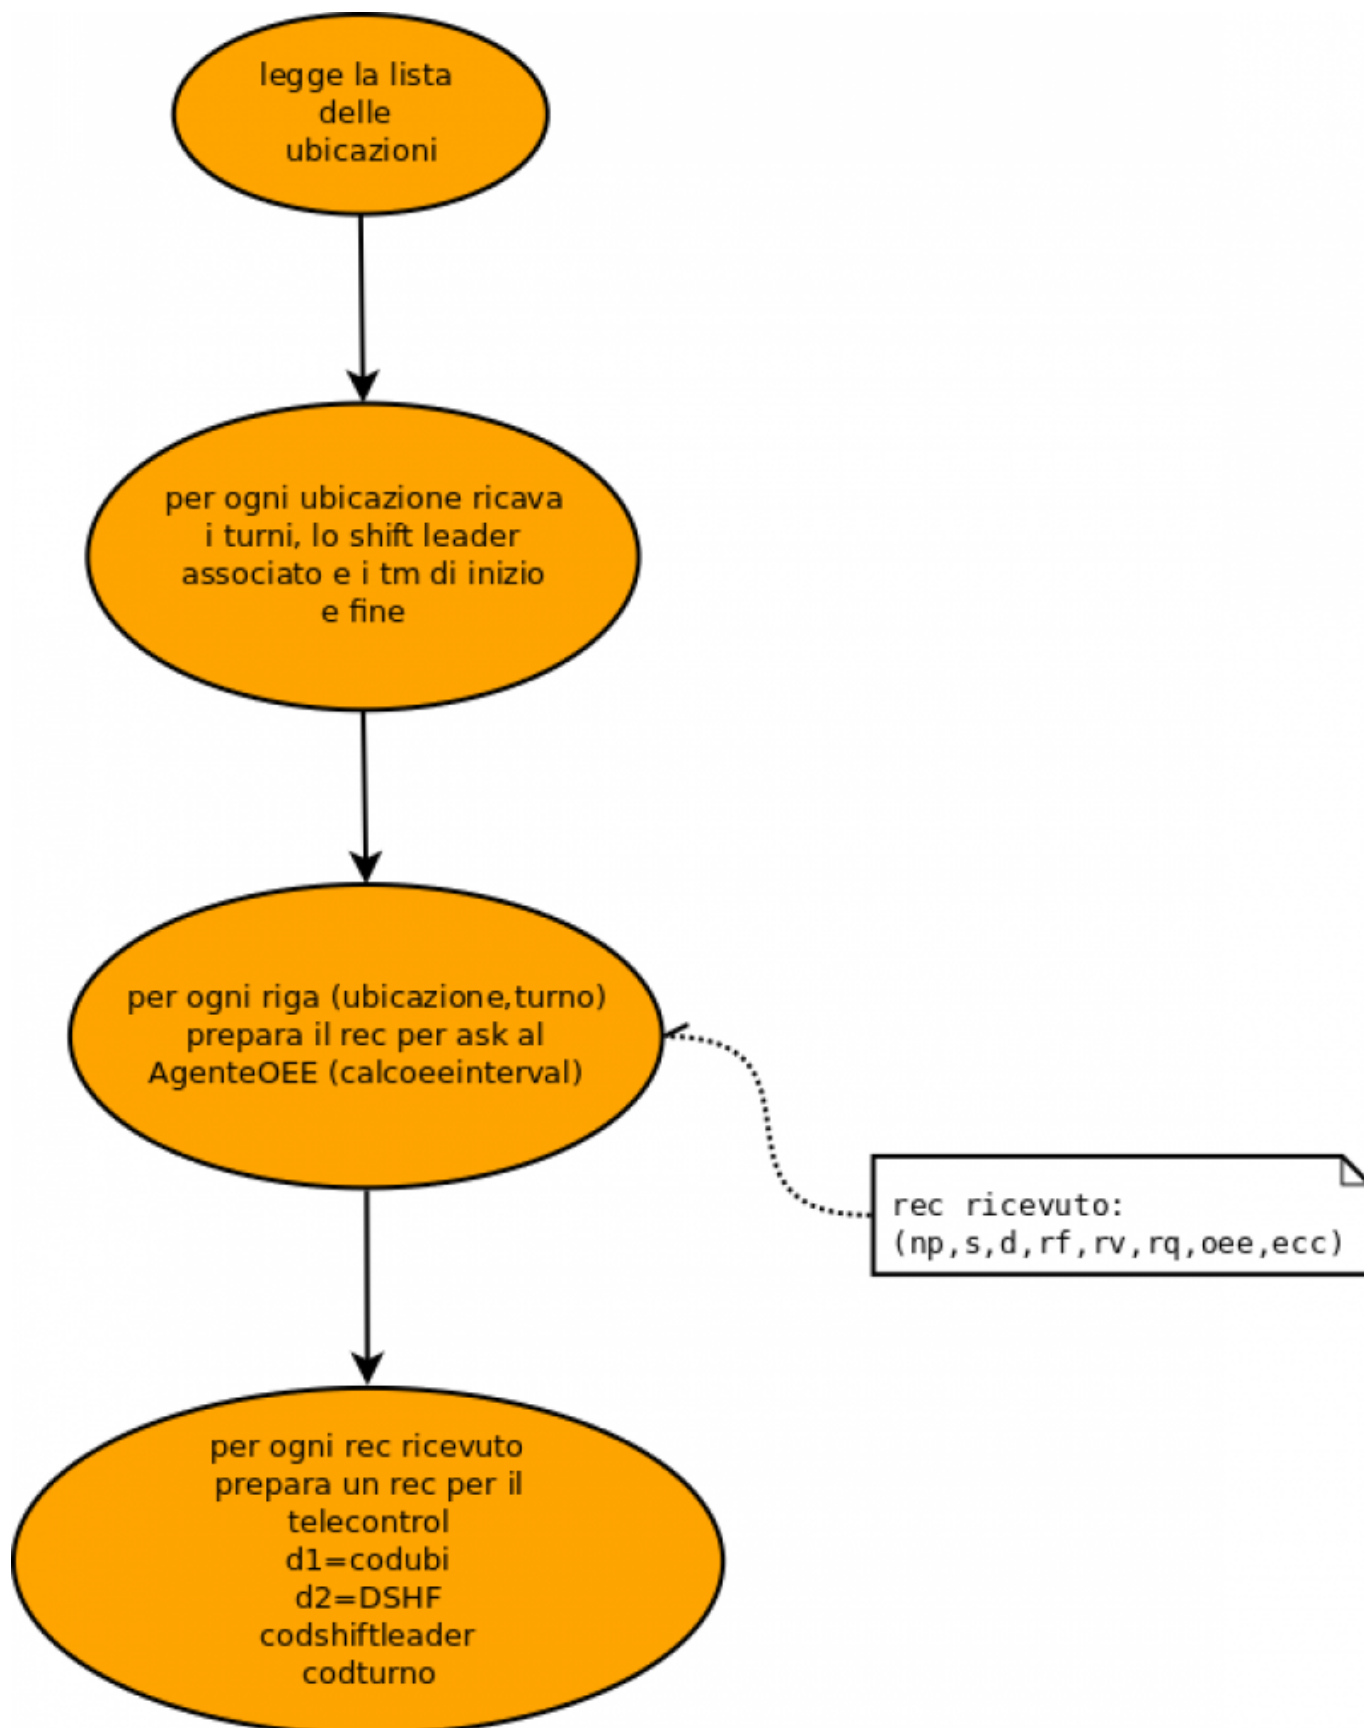 legge la lista
delle
ubicazioni
per ogni ubicazione ricava
i turni, lo shift leader
associato e i tm di inizio
e fine
per ogni riga (ubicazione,turno)
prepara il rec per ask al
AgenteOEE (calcoeeinterval)
rec ricevuto:
(np,s,d,rf,rv,rq,oee,ecc)
per ogni rec ricevuto
prepara un rec per il
telecontrol
d1=codubi
d2=DSHF
codshiftleader
codturno